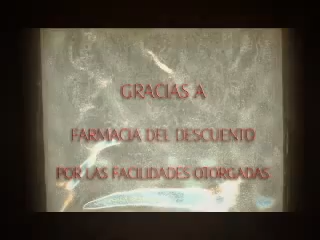 GRACIAS A
FARMACIA DEL DESCUENTO
POR LAS FACILIDADES OTORGADAS